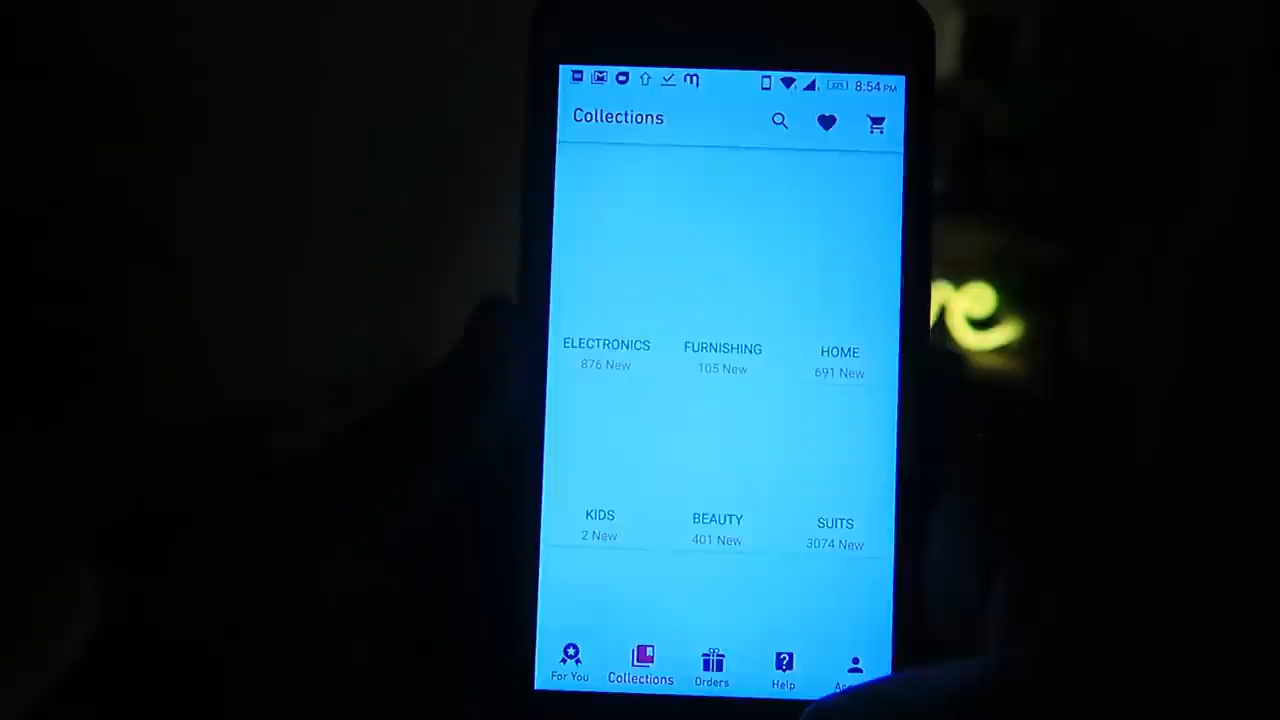 8:54 PM
Collections
ELECTRONICS FURNISHING HOME
876 New 105 New 691 New
KIDS BEAUTY SUITS
2 New 401 New 3074 New
For You Collections Orders Help